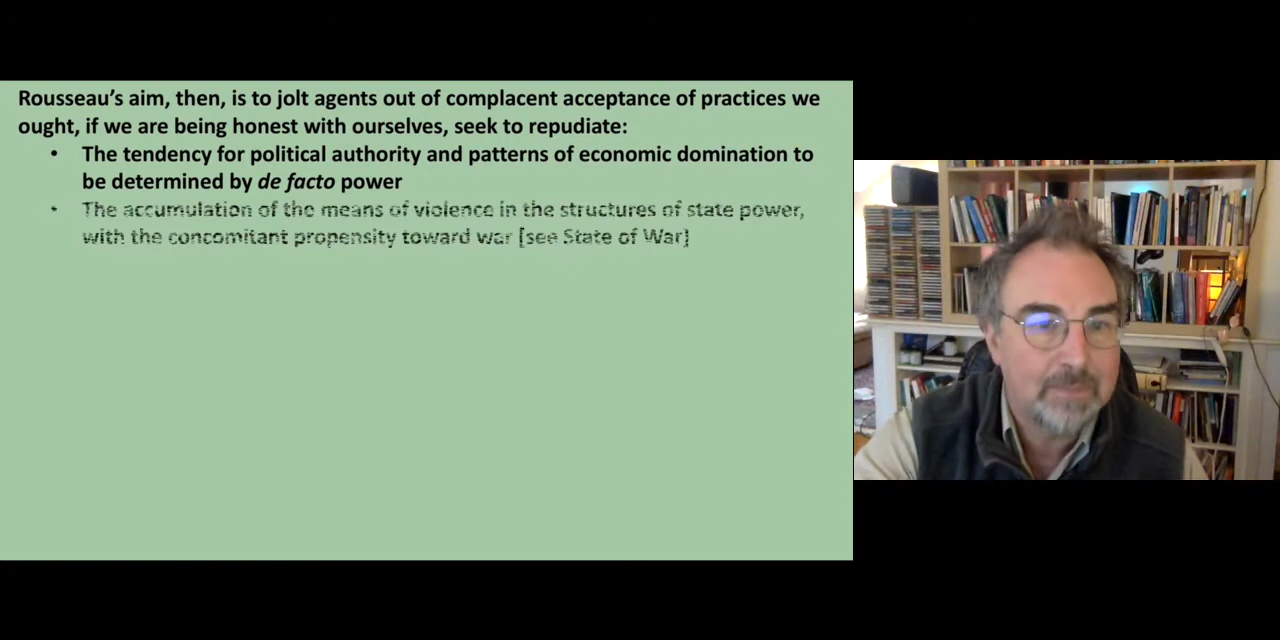 Rousseau's aim, then, is to jolt agents out of complacent acceptance of practices we
ought, if we are being honest with ourselves, seek to repudiate:
• The tendency for political authority and patterns of economic domination to
be determined by de facto power
• The accumulation of the means of violence in the structures of state power,
with the concomitant propensity toward war [see State of War]